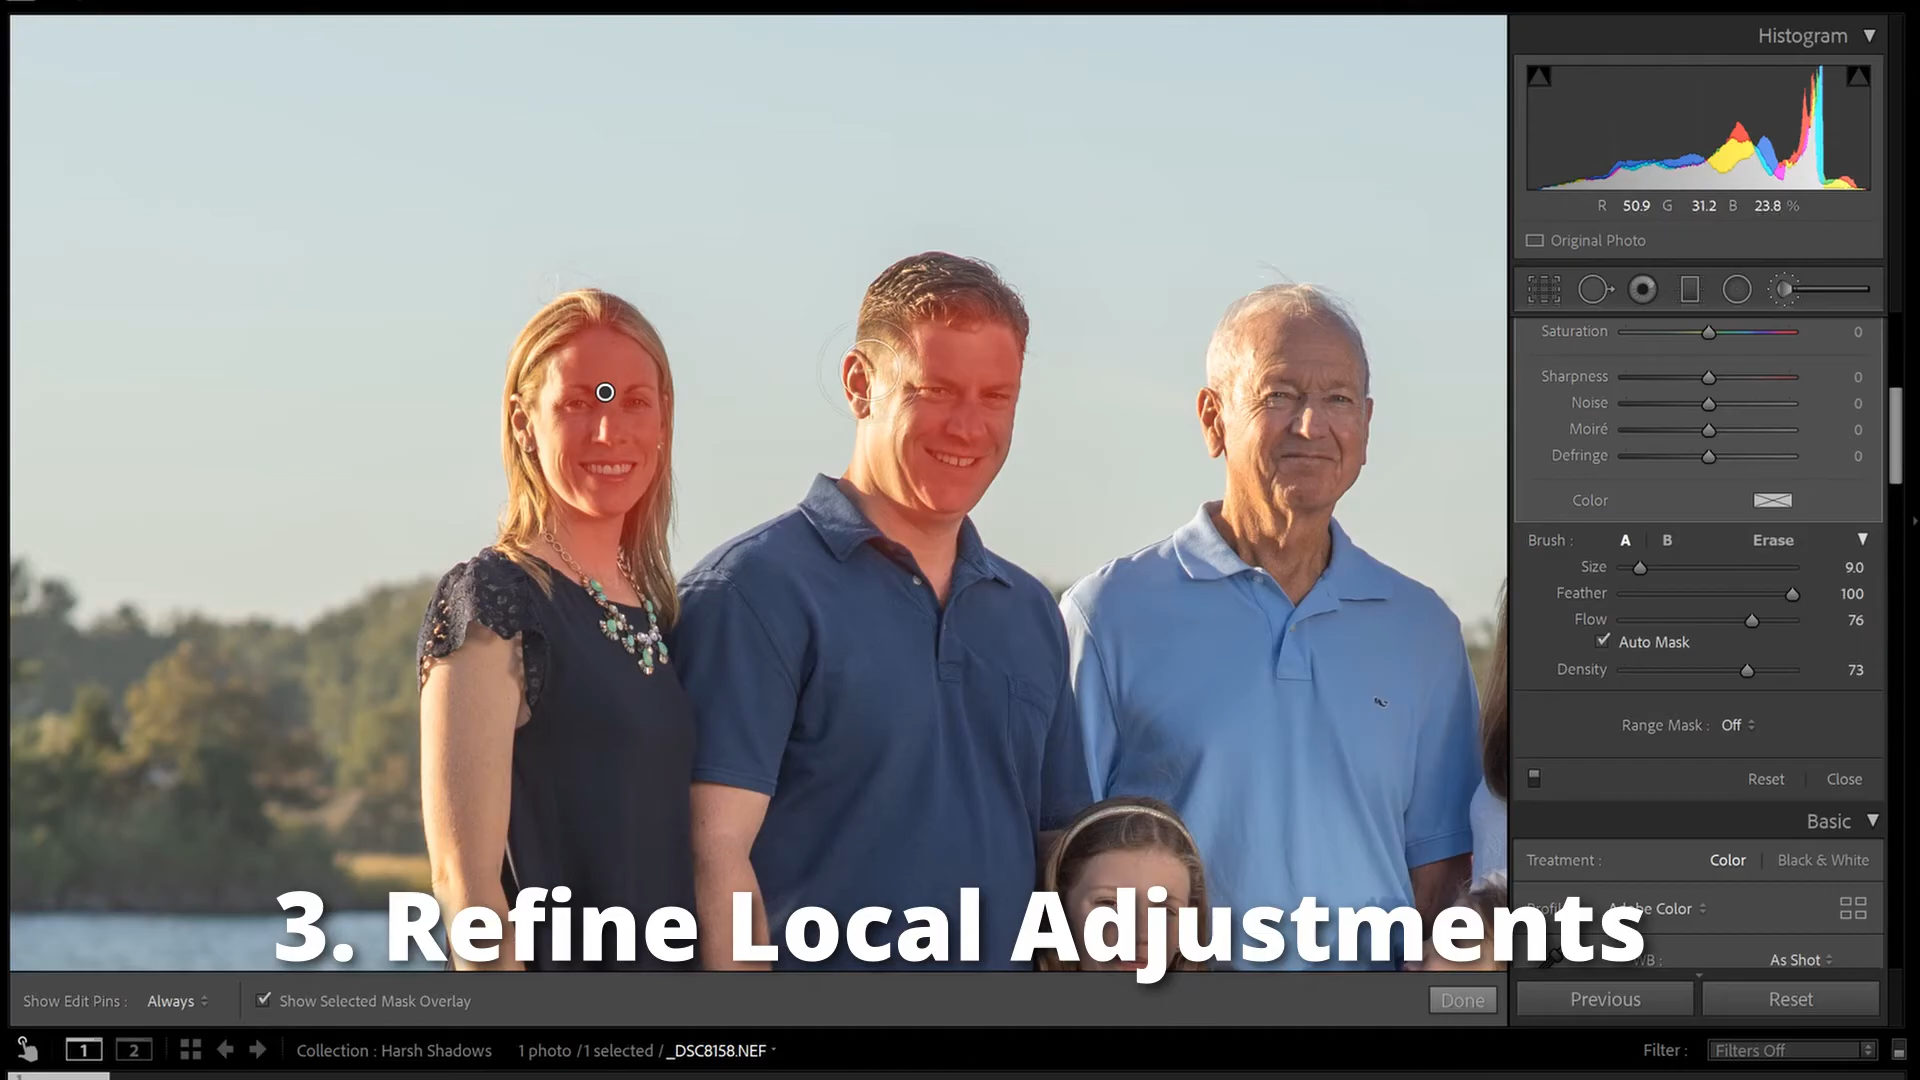 Histogram
R 50.9 G 31.2 B 23.8 %
Original Photo
Saturation 0
Sharpness 0
Noise 0
Moiré 0
Defringe 0
Color
Brush : A B Erase
Size 9.0
Feather 100
Flow 76
Auto Mask
Density 73
Range Mask : Off
Reset Close
Basic
Treatment : Color Black & White
Adobe Color
3. Refine Local Adjustments
WB : As Shot
Show Edit Pins : Always Show Selected Mask Overlay Done
Previous Reset
1 2 Collection : Harsh Shadows 1 photo / 1 selected / _DSC8158.NEF Filter : Filters Off